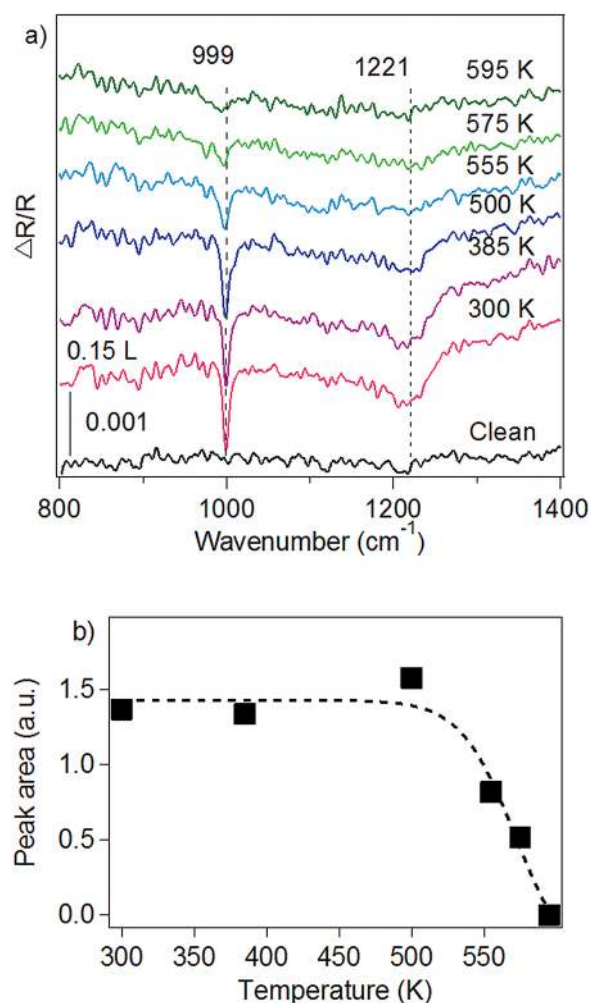 a)
999
1221
595 K
575 K
555 K
500 K
385 K
300 K
0.15 L
0.001
Clean
△R/R
800
1000
1200
1400
Wavenumber (cm⁻¹)
b)
Peak area (a.u.)
1.5
1.0
0.5
0.0
300
350
400
450
500
550
Temperature (K)